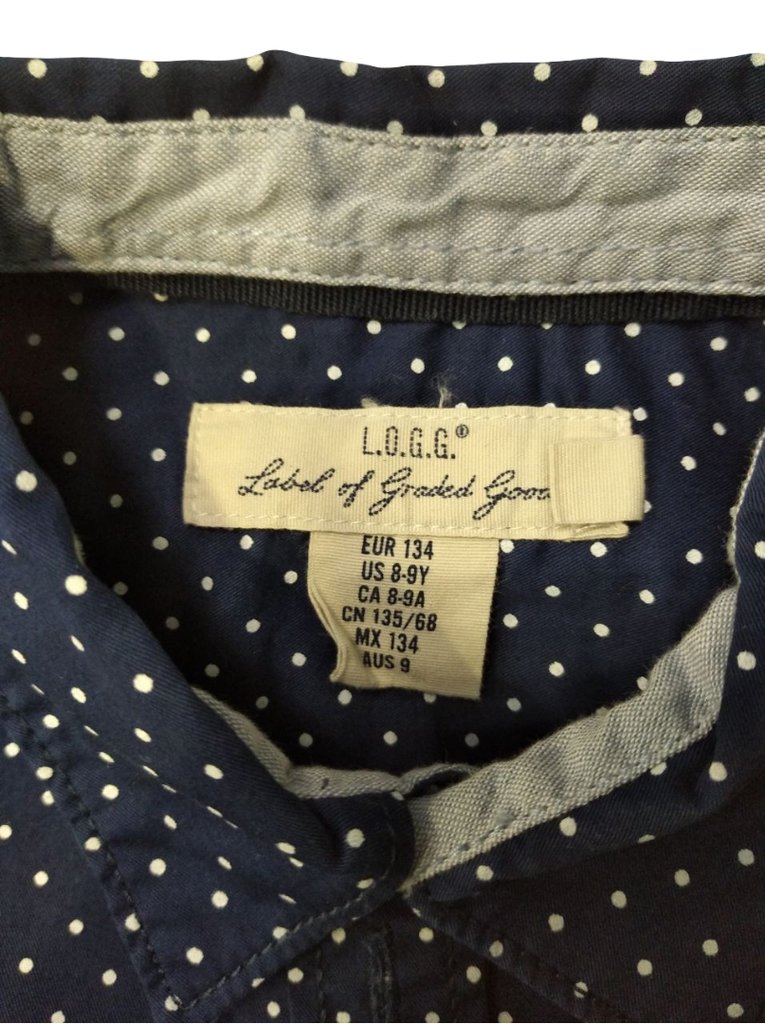 L.O.G.G.®
Label of Graded Goo
EUR 134
US 8-9Y
CA 8-9A
CN 135/68
MX 134
AUS 9